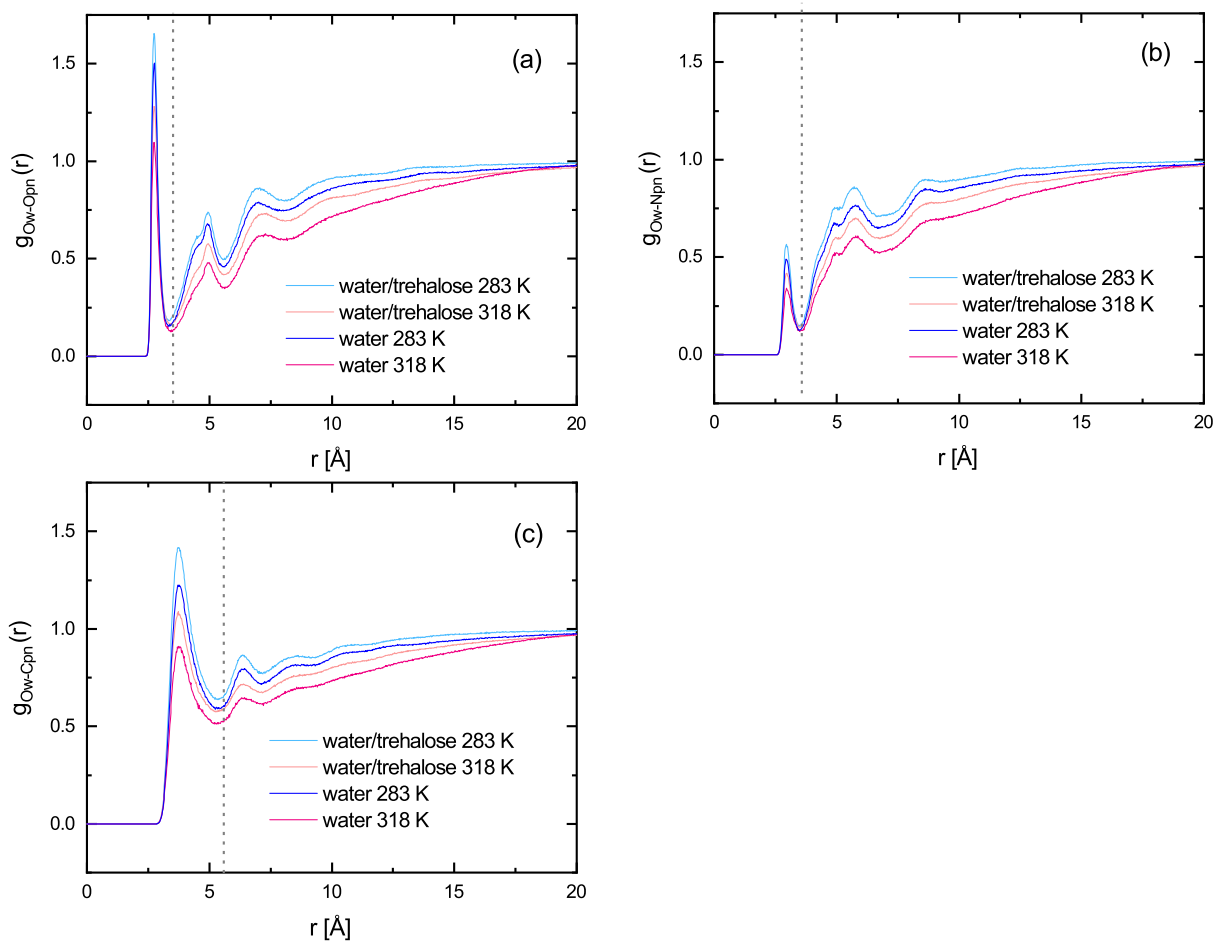 (a)
1.5
1.0
0.5
0.0
g_Ow-Opn (r)
water/trehalose 283 K
water/trehalose 318 K
water 283 K
water 318 K
0 5 10 15 20
r [Å]
(b)
1.5
1.0
0.5
0.0
g_Ow-Npn (r)
water/trehalose 283 K
water/trehalose 318 K
water 283 K
water 318 K
0 5 10 15 20
r [Å]
(c)
1.5
1.0
0.5
0.0
g_Ow-Cpn (r)
water/trehalose 283 K
water/trehalose 318 K
water 283 K
water 318 K
0 5 10 15 20
r [Å]